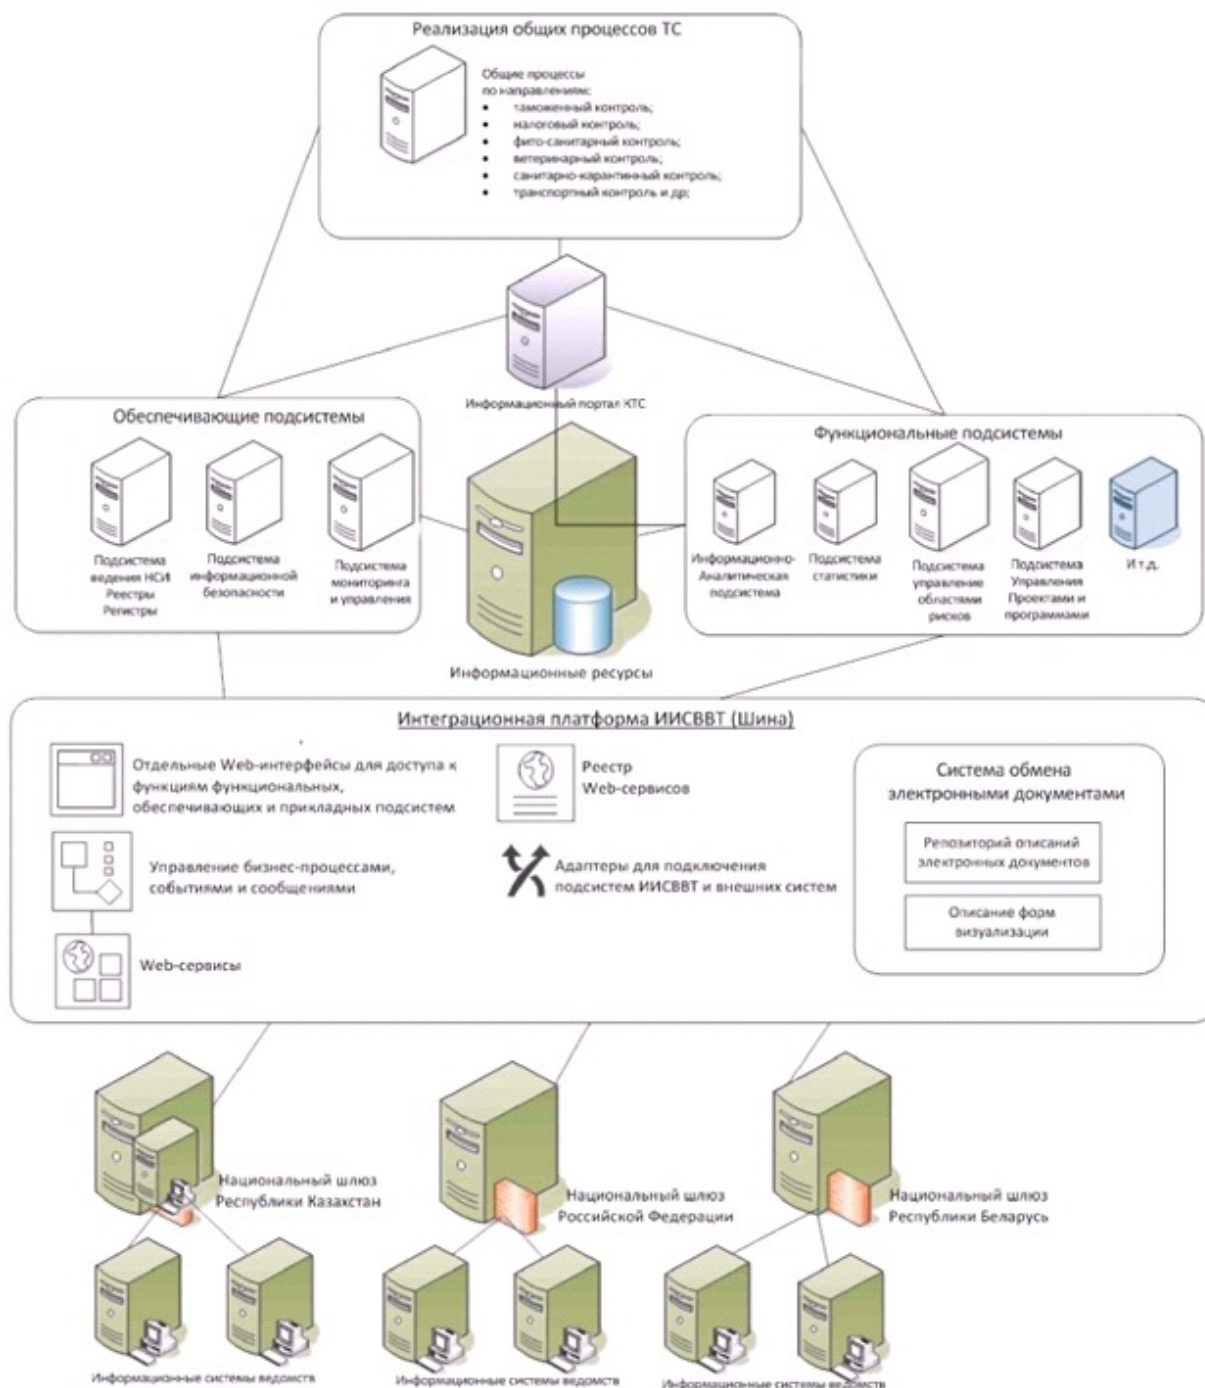 Реализация общих процессов ТС
Общие процессы
по направлениям:
• таможенный контроль;
• налоговый контроль;
• фито-санитарный контроль;
• ветеринарный контроль;
• санитарно-карантинный контроль;
• транспортный контроль и др;
Информационный портал КТС
Обеспечивающие подсистемы
Подсистема
ведения НСИ
Реестры
Регистры
Подсистема
информационной
безопасности
Подсистема
мониторинга
и управления
Информационные ресурсы
Функциональные подсистемы
Информационно-
Аналитическая
подсистема
Подсистема
статистики
Подсистема
управление
областями
рисков
Подсистема
Управления
Проектами и
программами
И т.д.
Интеграционная платформа ИИСВВТ (Шина)
Отдельные Web-интерфейсы для доступа к
функциям функциональных,
обеспечивающих и прикладных подсистем
Управление бизнес-процессами,
событиями и сообщениями
Web-сервисы
Реестр
Web-сервисов
Адаптеры для подключения
подсистем ИИСВВТ и внешних систем
Система обмена
электронными документами
Репозиторий описаний
электронных документов
Описание форм
визуализации
Национальный шлюз
Республики Казахстан
Национальный шлюз
Российской Федерации
Национальный шлюз
Республики Беларусь
Информационные системы ведомств
Информационные системы ведомств
Информационные системы ведомств